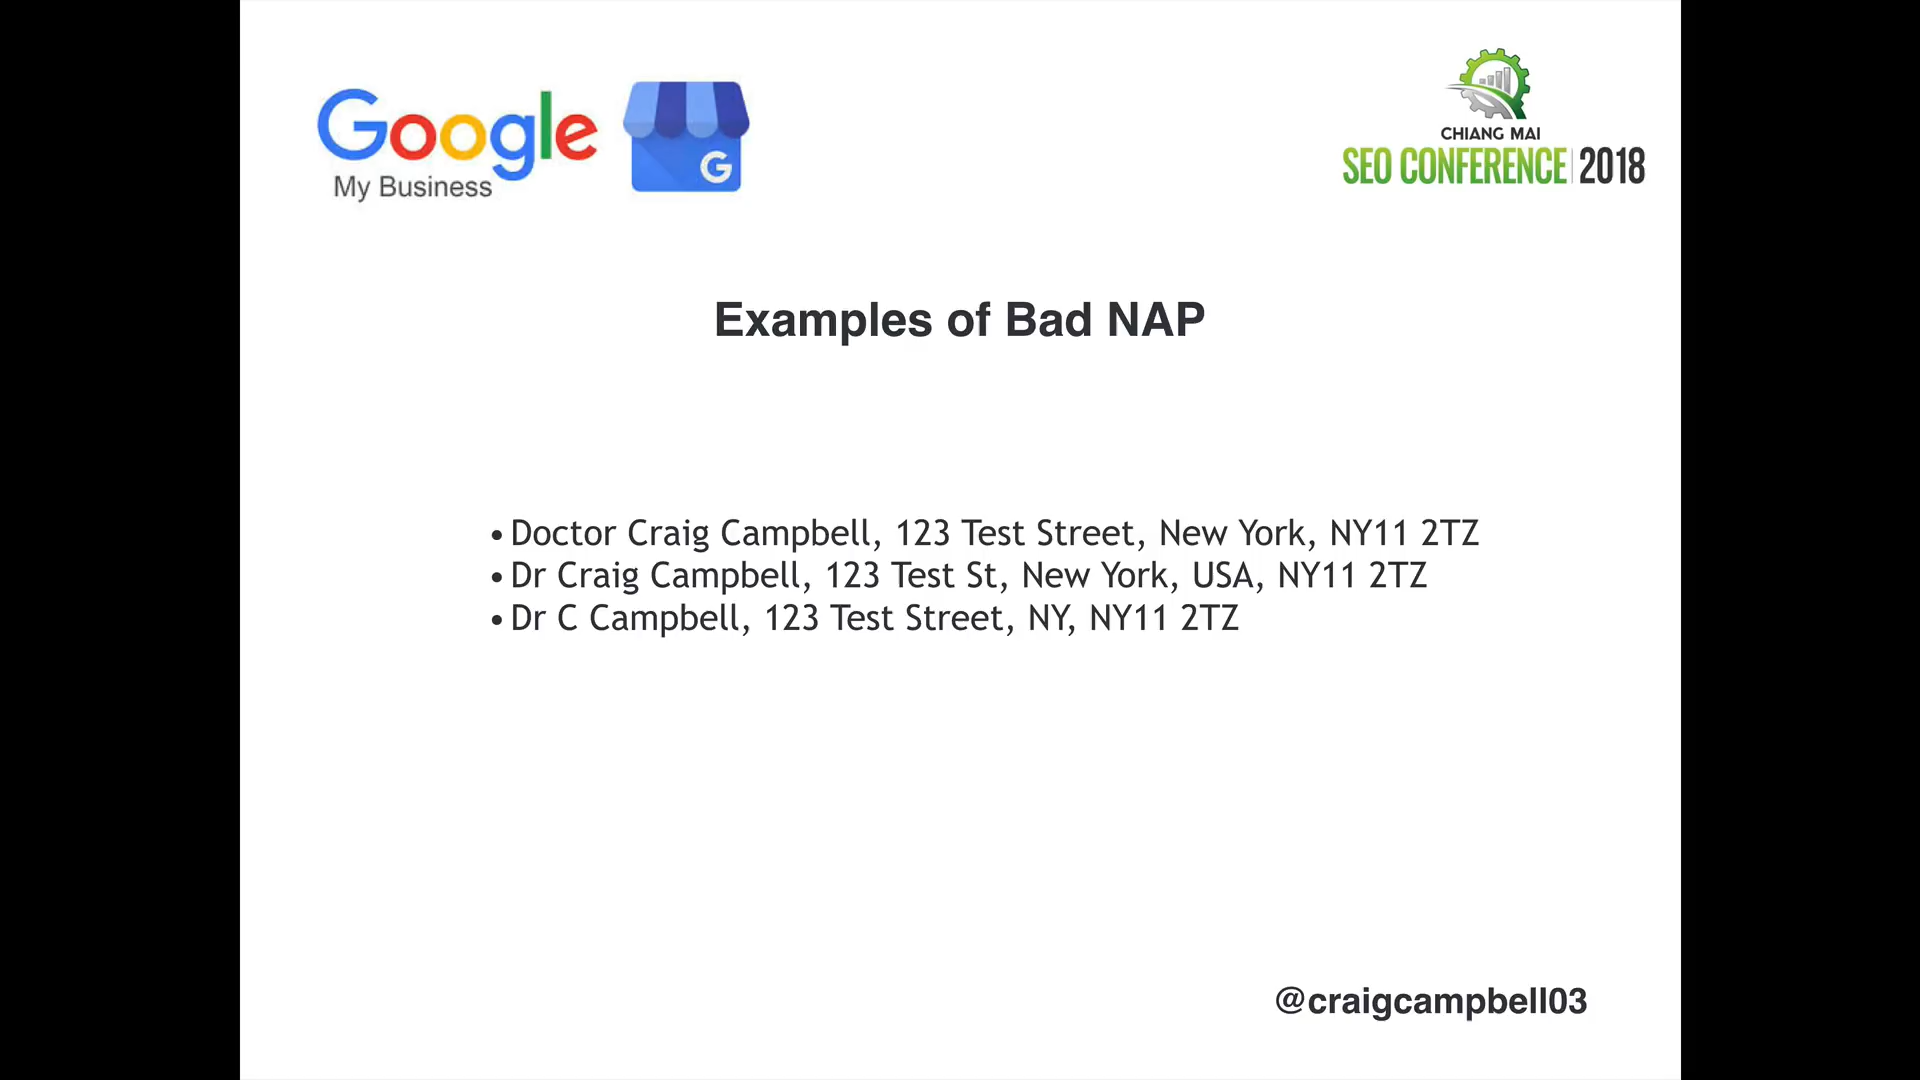 Google
My Business
G
CHIANG MAI
SEO CONFERENCE 2018
Examples of Bad NAP
•Doctor Craig Campbell, 123 Test Street, New York, NY11 2TZ
•Dr Craig Campbell, 123 Test St, New York, USA, NY11 2TZ
•Dr C Campbell, 123 Test Street, NY, NY11 2TZ
@craigcampbell03